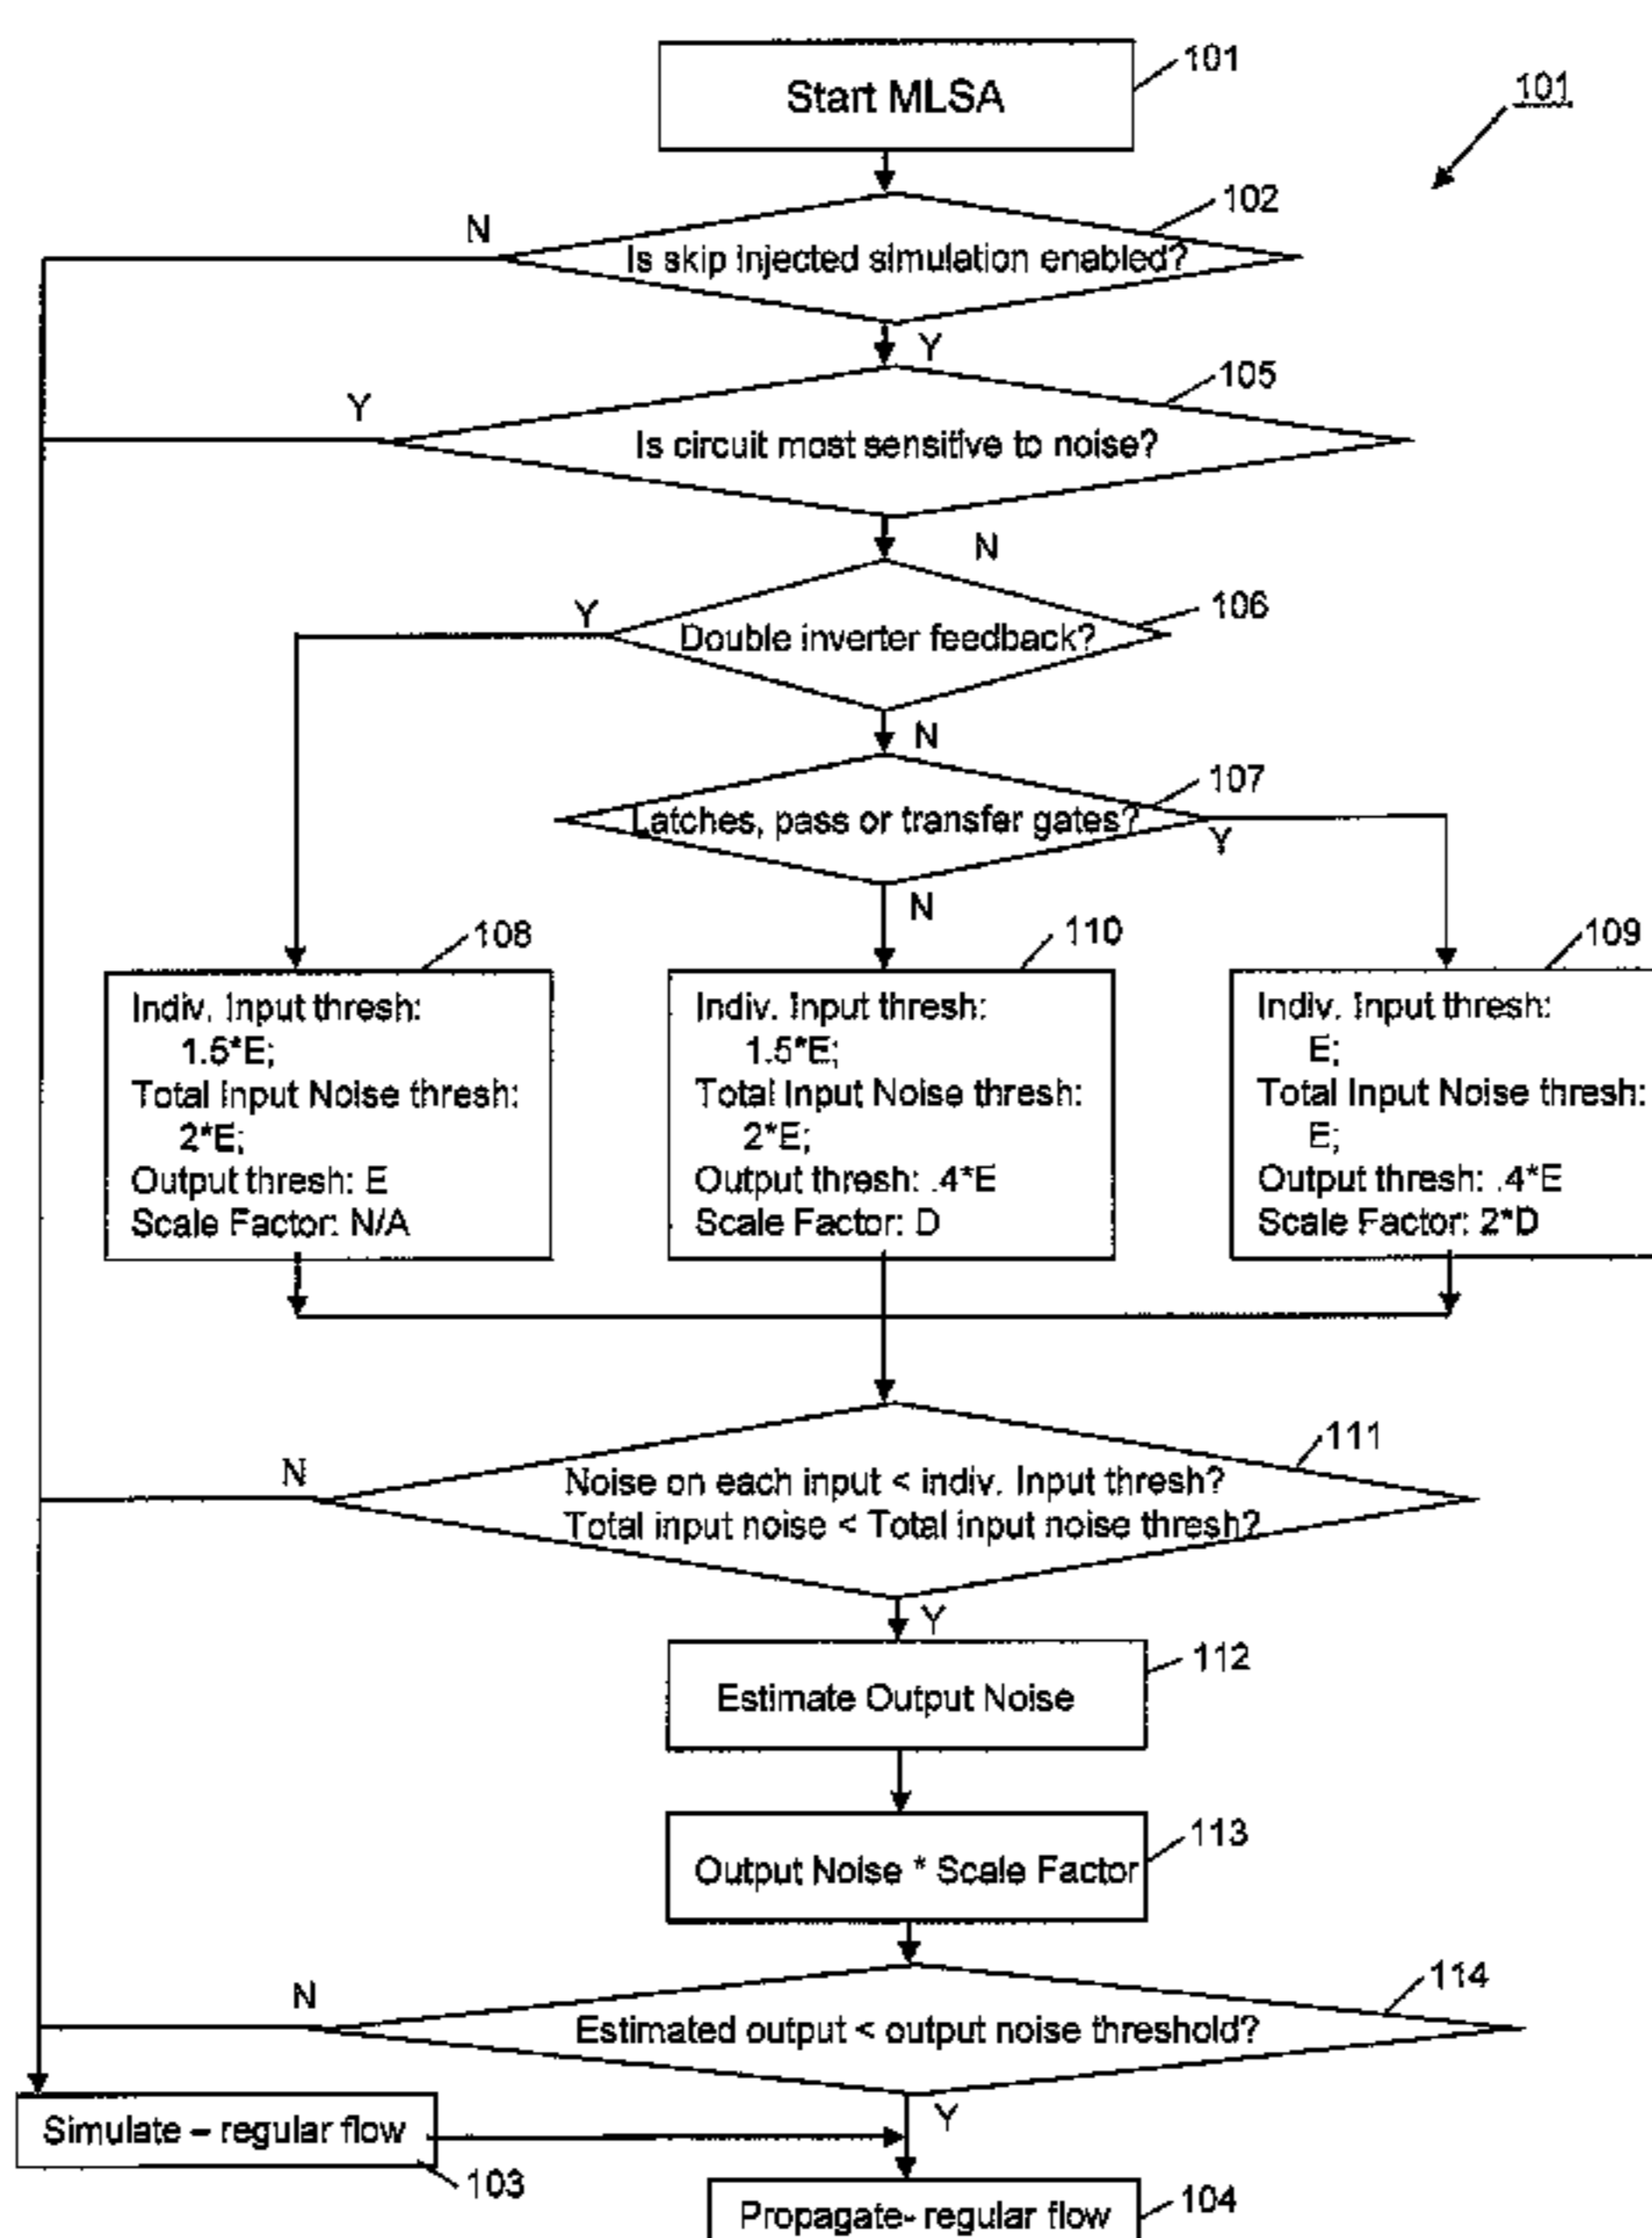 101
Start MLSA
101
102
N
Is skip injected simulation enabled?
Y
105
Y
Is circuit most sensitive to noise?
N
106
Y
Double inverter feedback?
N
107
Latches, pass or transfer gates?
Y
N
108
Indiv. Input thresh:
1.5*E;
Total Input Noise thresh:
2*E;
Output thresh: E
Scale Factor: N/A
110
Indiv. Input thresh:
1.5*E;
Total Input Noise thresh:
2*E;
Output thresh: .4*E
Scale Factor: D
109
Indiv. Input thresh:
E;
Total Input Noise thresh:
E;
Output thresh: .4*E
Scale Factor: 2*D
111
N
Noise on each input < indiv. Input thresh?
Total input noise < Total input noise thresh?
Y
112
Estimate Output Noise
113
Output Noise * Scale Factor
114
N
Estimated output < output noise threshold?
Y
Simulate – regular flow
103
Propagate- regular flow
104